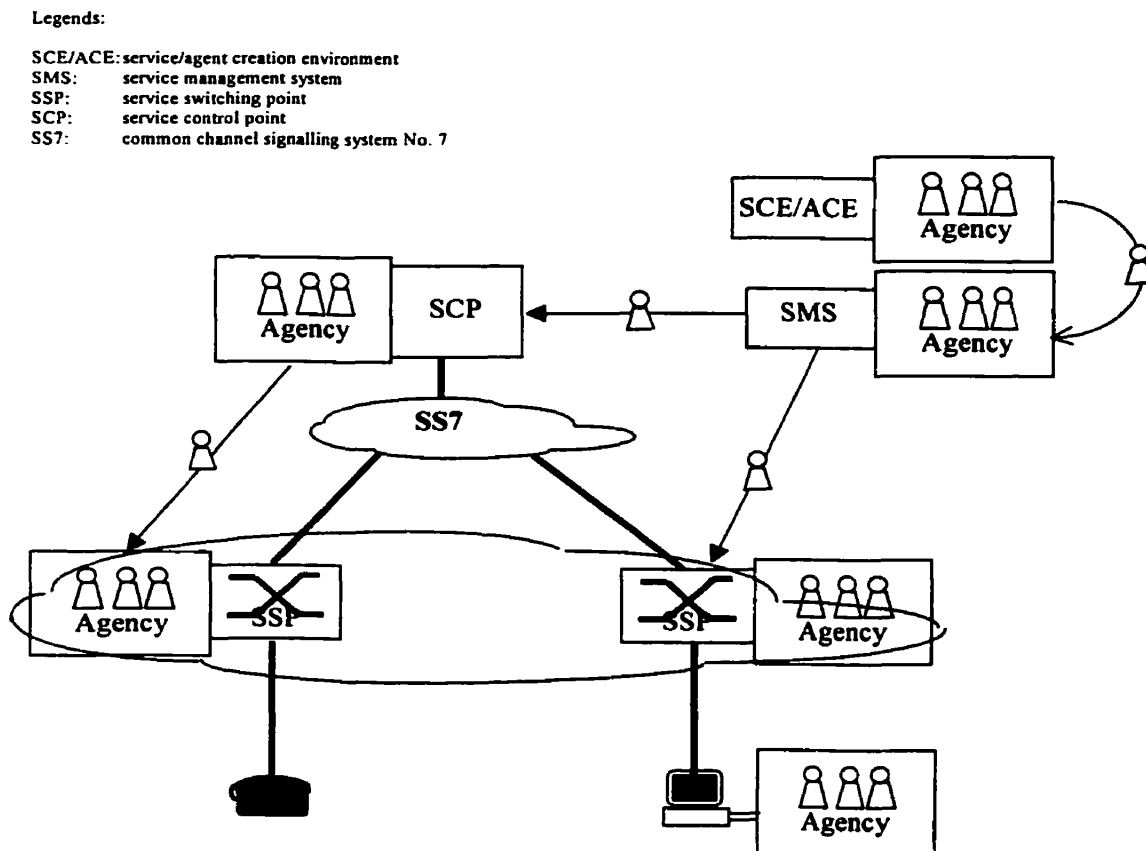 Legends:
SCE/ACE: service/agent creation environment
SMS: service management system
SSP: service switching point
SCP: service control point
SS7: common channel signalling system No. 7
SCE/ACE
Agency
SCP
Agency
SMS
Agency
SS7
Agency
SSP
SSP
Agency
Agency